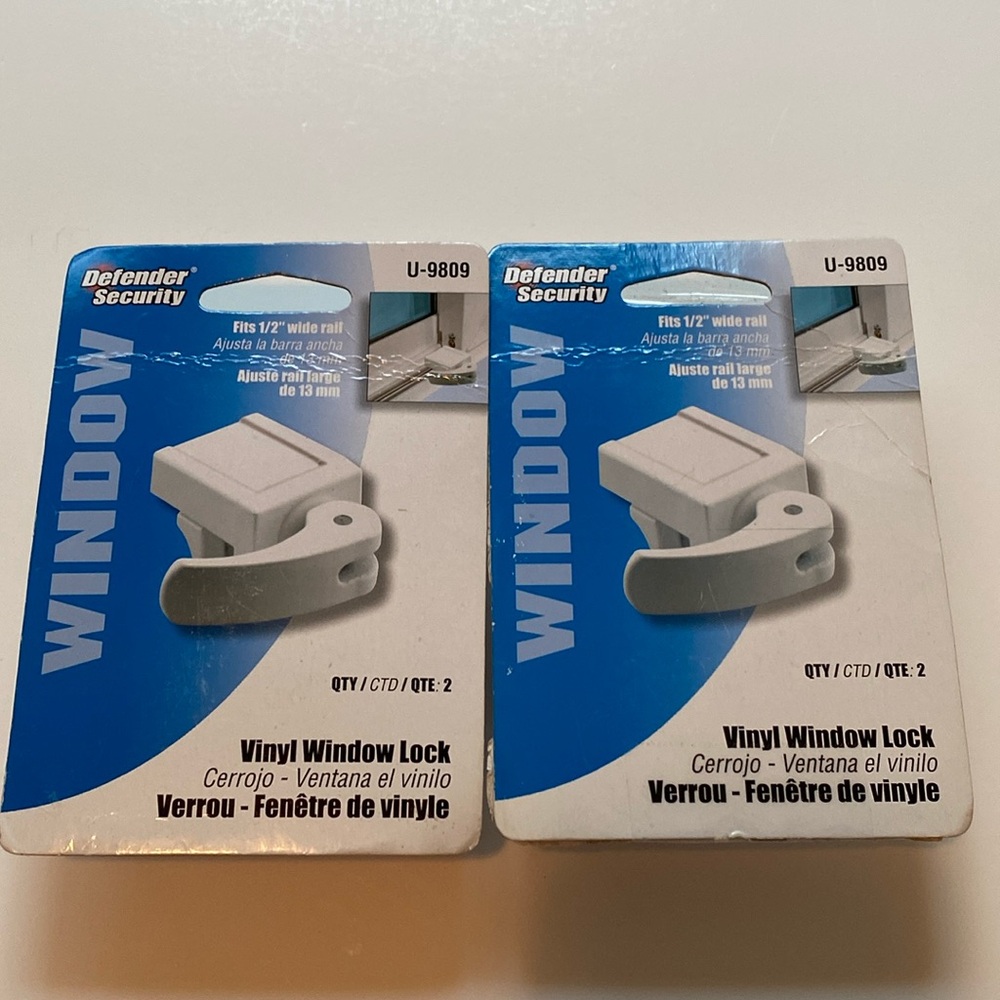 Defender®
Security
U-9809
Fits 1/2" wide rail
Ajusta la barra ancha
de 13 mm
Ajuste rail large
de 13 mm
WINDOW
QTY / CTD / QTE: 2
Vinyl Window Lock
Cerrojo - Ventana el vinilo
Verrou - Fenêtre de vinyle
Defender®
Security
U-9809
Fits 1/2" wide rail
Ajusta la barra ancha
de 13 mm
Ajuste rail large
de 13 mm
WINDOW
QTY / CTD / QTE: 2
Vinyl Window Lock
Cerrojo - Ventana el vinilo
Verrou - Fenêtre de vinyle